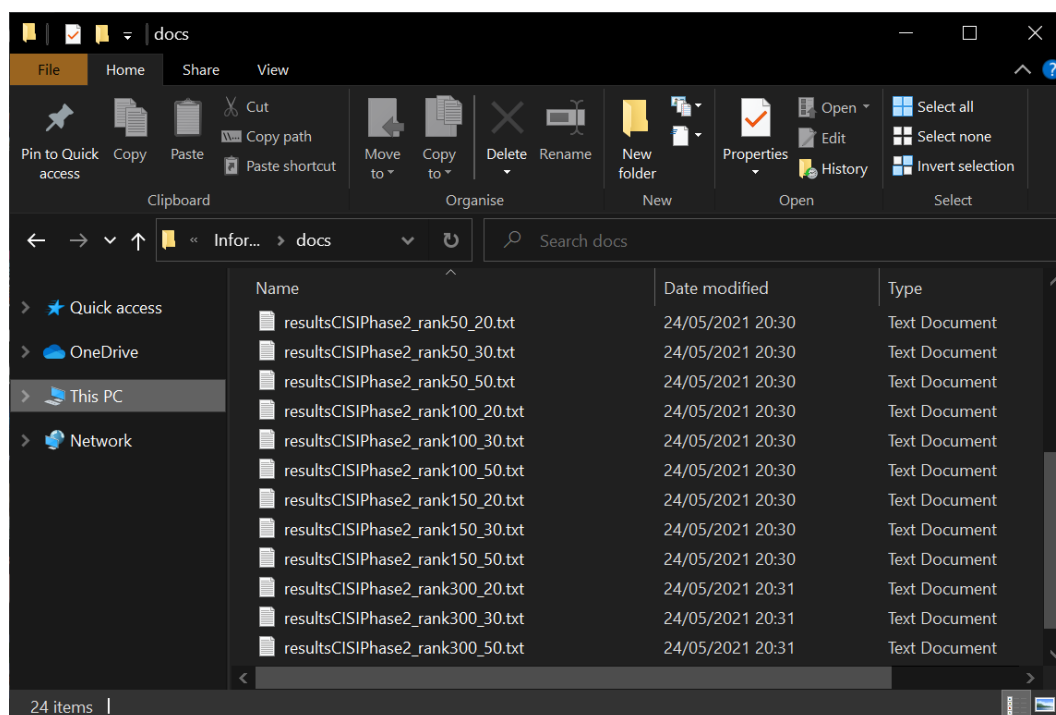 docs
File Home Share View
Pin to Quick access
Copy
Paste
Cut
Copy path
Paste shortcut
Move to
Copy to
Delete
Rename
New folder
Properties
Open
Edit
History
Select all
Select none
Invert selection
Clipboard Organise New Open Select
« Infor... > docs
Search docs
Quick access
OneDrive
This PC
Network
Name Date modified Type
resultsCISIPhase2_rank50_20.txt 24/05/2021 20:30 Text Document
resultsCISIPhase2_rank50_30.txt 24/05/2021 20:30 Text Document
resultsCISIPhase2_rank50_50.txt 24/05/2021 20:30 Text Document
resultsCISIPhase2_rank100_20.txt 24/05/2021 20:30 Text Document
resultsCISIPhase2_rank100_30.txt 24/05/2021 20:30 Text Document
resultsCISIPhase2_rank100_50.txt 24/05/2021 20:30 Text Document
resultsCISIPhase2_rank150_20.txt 24/05/2021 20:30 Text Document
resultsCISIPhase2_rank150_30.txt 24/05/2021 20:30 Text Document
resultsCISIPhase2_rank150_50.txt 24/05/2021 20:30 Text Document
resultsCISIPhase2_rank300_20.txt 24/05/2021 20:31 Text Document
resultsCISIPhase2_rank300_30.txt 24/05/2021 20:31 Text Document
resultsCISIPhase2_rank300_50.txt 24/05/2021 20:31 Text Document
24 items